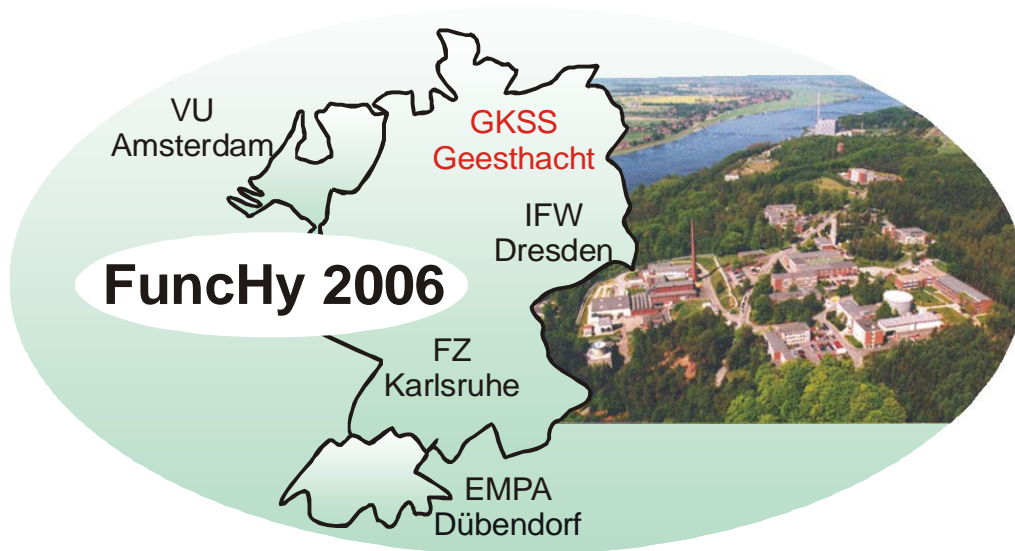 VU
Amsterdam
GKSS
Geesthacht
IFW
Dresden
FuncHy 2006
FZ
Karlsruhe
EMPA
Dübendorf